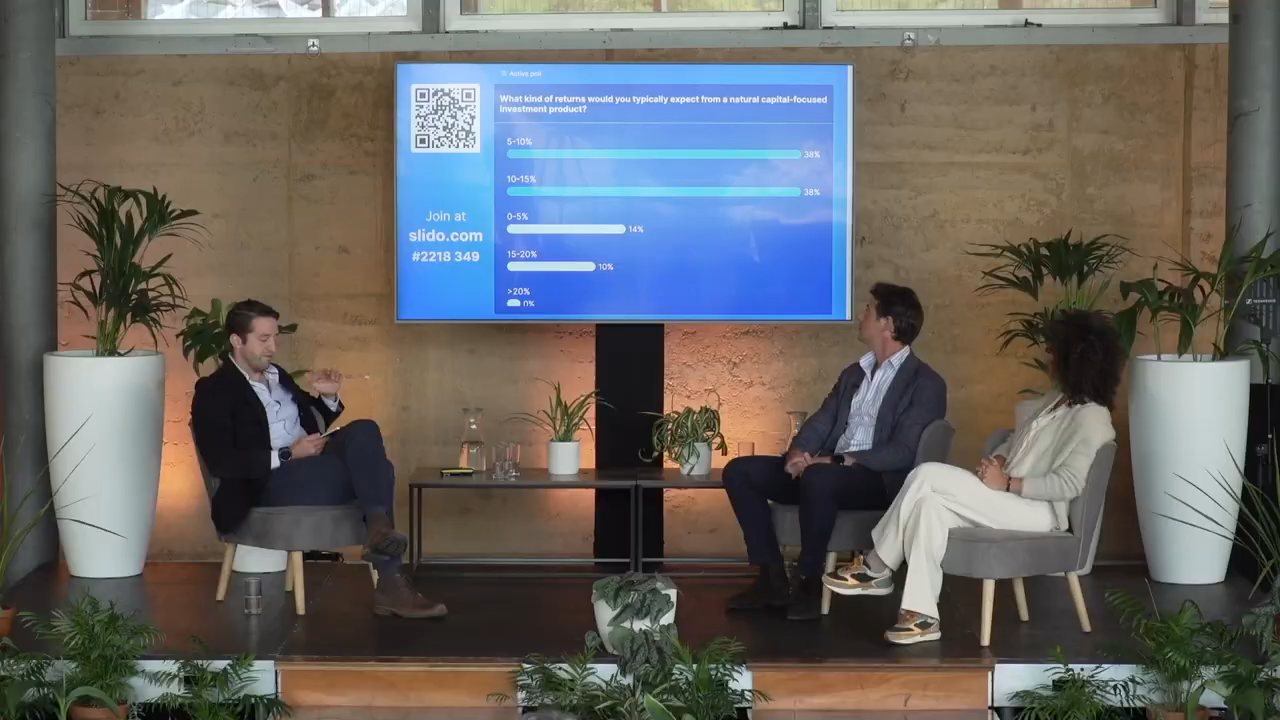 Active poll
What kind of returns would you typically expect from a natural capital-focused
investment product?
5-10%
38%
10-15%
38%
0-5%
14%
15-20%
10%
>20%
0%
Join at
slido.com
#2218 349